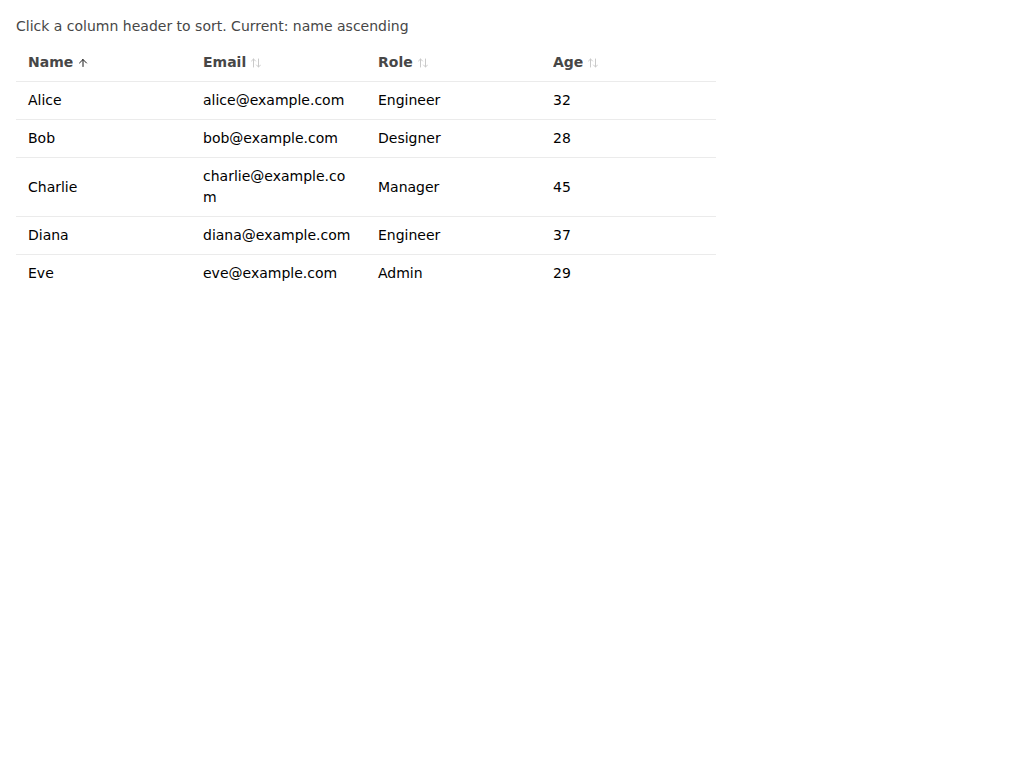 Click a column header to sort. Current: name ascending
Name Email Role Age
Alice alice@example.com Engineer 32
Bob bob@example.com Designer 28
Charlie charlie@example.co Manager 45
m
Diana diana@example.com Engineer 37
Eve eve@example.com Admin 29